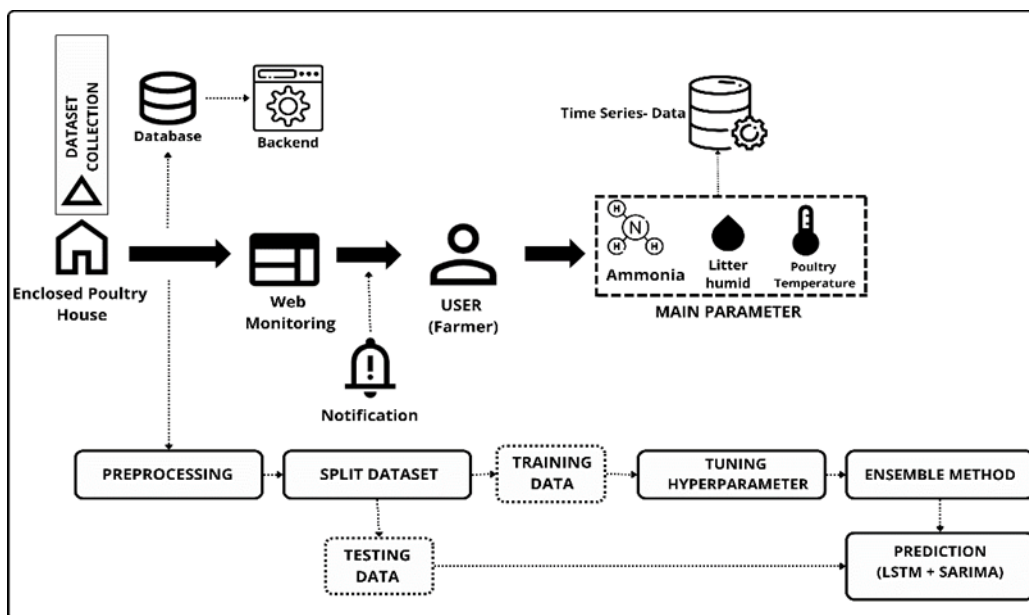 DATASET
COLLECTION
Database
Backend
Time Series- Data
Enclosed Poultry
House
Web
Monitoring
USER
(Farmer)
Notification
H
N
H
H
Ammonia
Litter
humid
Poultry
Temperature
MAIN PARAMETER
PREPROCESSING
SPLIT DATASET
TRAINING
DATA
TUNING
HYPERPARAMETER
ENSEMBLE METHOD
TESTING
DATA
PREDICTION
(LSTM + SARIMA)